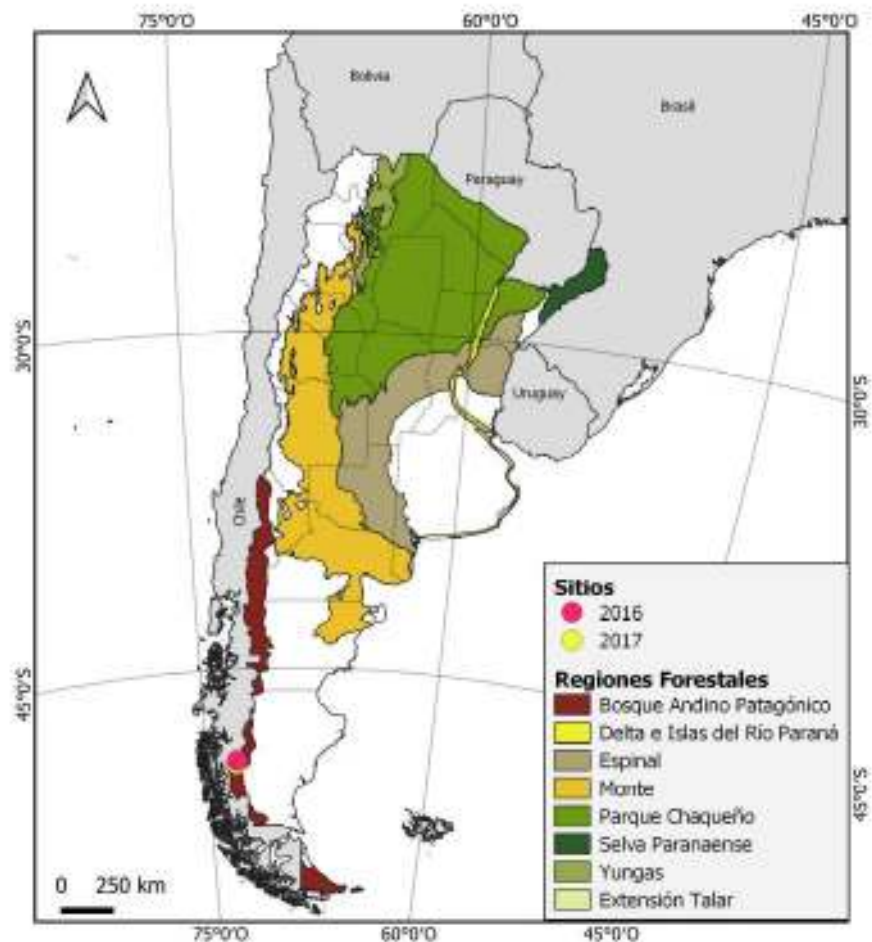 75°0'O 60°0'O 45°0'O
Bolivia
Brasil
Paraguay
30°0'S
Uruguay
30°0'S
Chile
Sitios
2016
2017
Regiones Forestales
45°0'S
Bosque Andino Patagónico
Delta e Islas del Río Paraná
Espinal
Monte
45°0'S
Parque Chaqueño
Selva Paranaense
Yungas
Extensión Talar
0 250 km
75°0'O 60°0'O 45°0'O